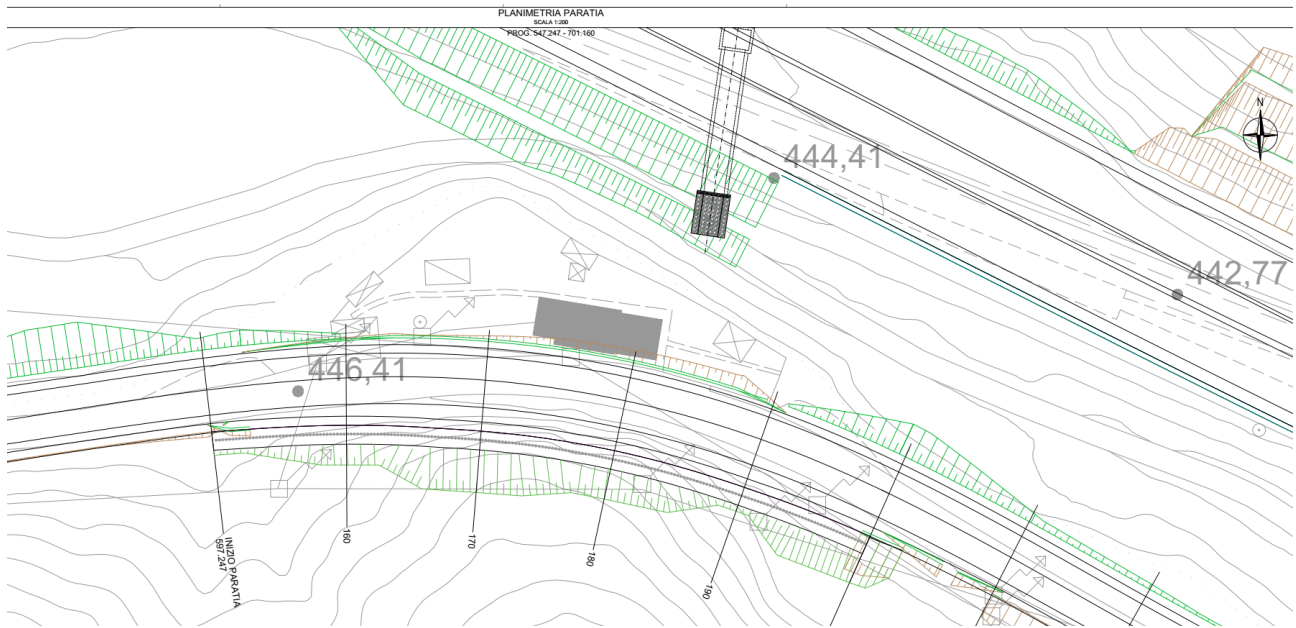 PLANIMETRIA PARATIA
SCALA 1:200
PROG. 547.247 - 701.160
N
444,41
442,77
446,41
INIZIO PARATIA
597.247
160
170
180
190